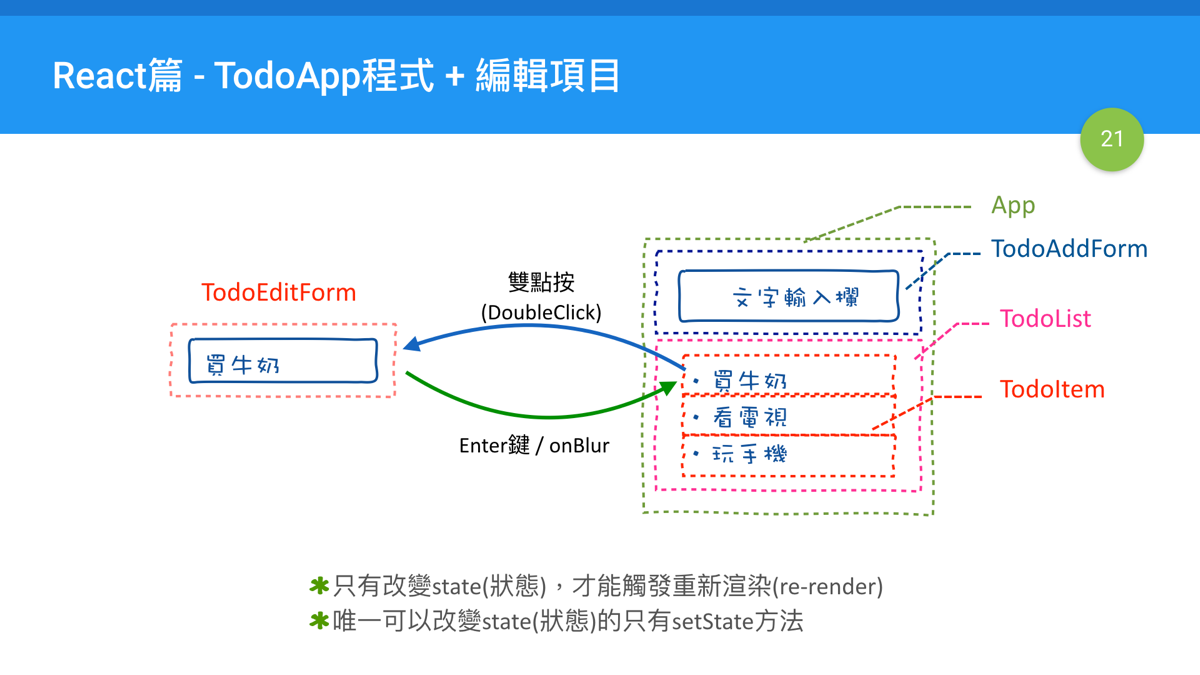 React篇 - TodoApp程式 + 編輯項目
21
App
TodoAddForm
TodoList
TodoItem
TodoEditForm
買牛奶
雙點按
(DoubleClick)
Enter鍵 / onBlur
文字輸入欄
• 買牛奶
• 看電視
• 玩手機
✱只有改變state(狀態)，才能觸發重新渲染(re-render)
✱唯一可以改變state(狀態)的只有setState方法